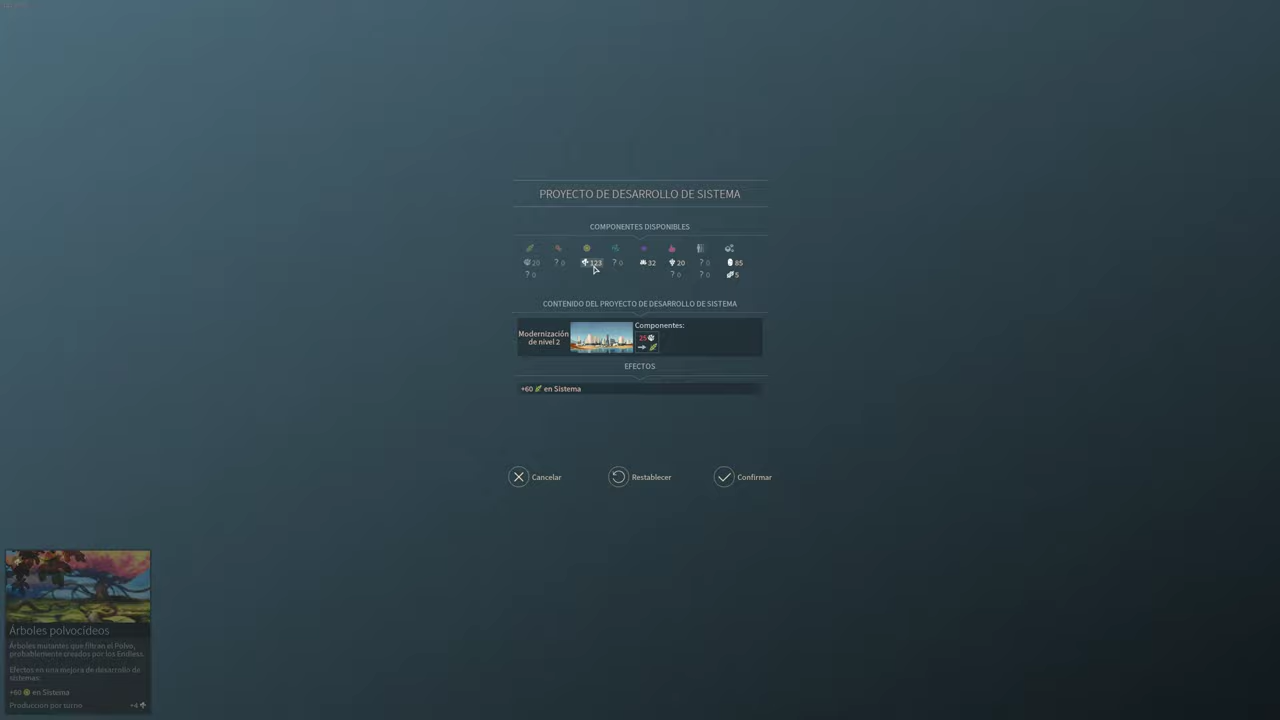 PROYECTO DE DESARROLLO DE SISTEMA
COMPONENTES DISPONIBLES
20 ? 0 123 ? 0 32 20 ? 0 85
? 0 ? 0 ? 0 5
CONTENIDO DEL PROYECTO DE DESARROLLO DE SISTEMA
Modernización
de nivel 2
Componentes:
25
EFECTOS
+60 en Sistema
Cancelar Restablecer Confirmar
Árboles polvocídeos
Árboles mutantes que filtran el Polvo,
probablemente creados por los Endless.
Efectos en una mejora de desarrollo de
sistemas:
+60 en Sistema
Producción por turno +4